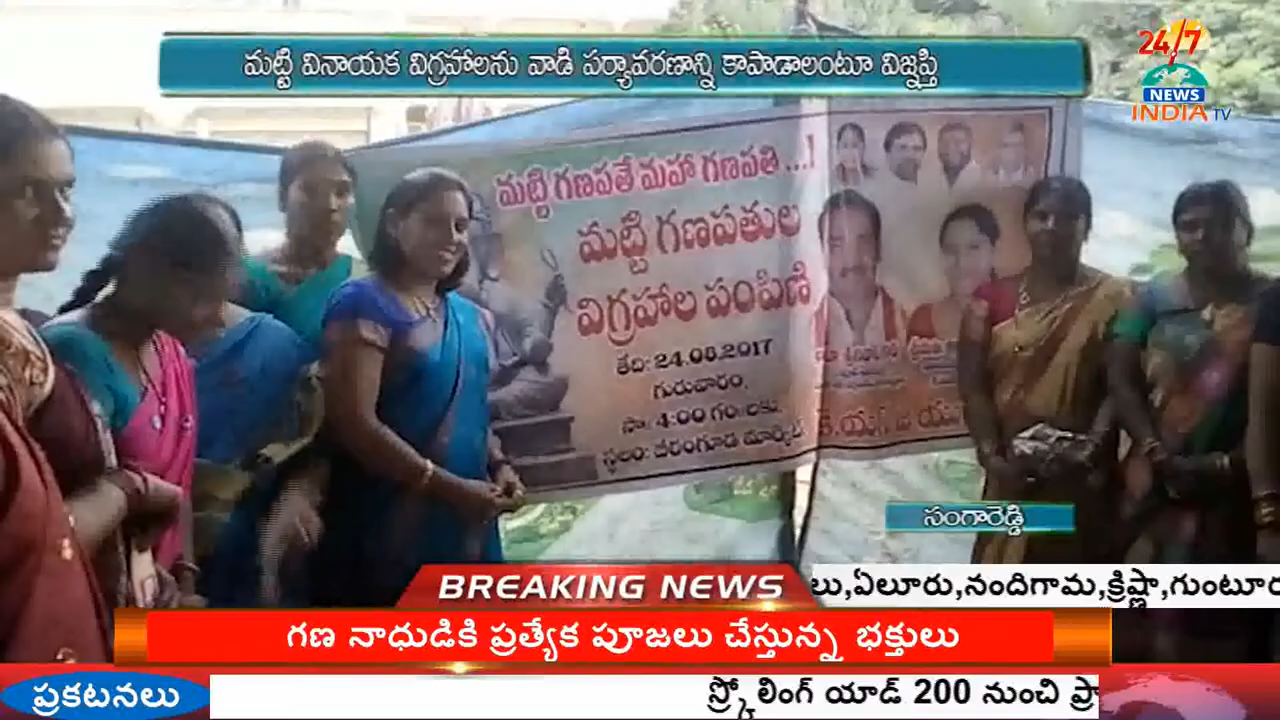 మట్టి వినాయక విగ్రహాలను వాడి పర్యావరణాన్ని కాపాడాలంటూ విజ్ఞప్తి
24/7
NEWS
INDIA TV
మట్టి గణపతే మహా గణపతి ...!
మట్టి గణపతుల
విగ్రహాల పంపిణి
తేది: 24.08.2017
గురువారం,
సా: 4:00 గం॥లకు,
స్థలం: బీరంగూడ మార్కెట్
సంగారెడ్డి
BREAKING NEWS
లు,ఏలూరు,నందిగామ,క్రిష్ణా,గుంటూరు
గణ నాధుడికి ప్రత్యేక పూజలు చేస్తున్న భక్తులు
ప్రకటనలు
స్క్రోలింగ్ యాడ్ 200 నుంచి ప్రా